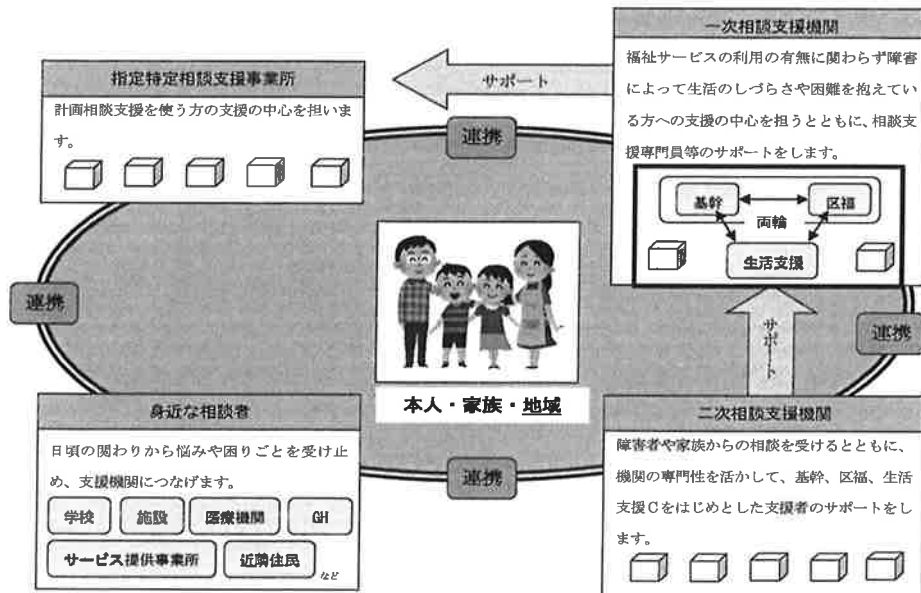 一次相談支援機関
福祉サービスの利用の有無に関わらず障害
によって生活のしづらさや困難を抱えてい
る方への支援の中心を担うとともに、相談支
援専門員等のサポートをします。
基幹
区福
両輪
生活支援
サポート
指定特定相談支援事業所
計画相談支援を使う方の支援の中心を担いま
す。
連携
連携
連携
サポート
本人・家族・地域
身近な相談者
日頃の関わりから悩みや困りごとを受け止
め、支援機関につなげます。
学校
施設
医療機関
GH
サービス提供事業所
近隣住民
など
連携
二次相談支援機関
障害者や家族からの相談を受けるとともに、
機関の専門性を活かして、基幹、区福、生活
支援Cをはじめとした支援者のサポートをし
ます。